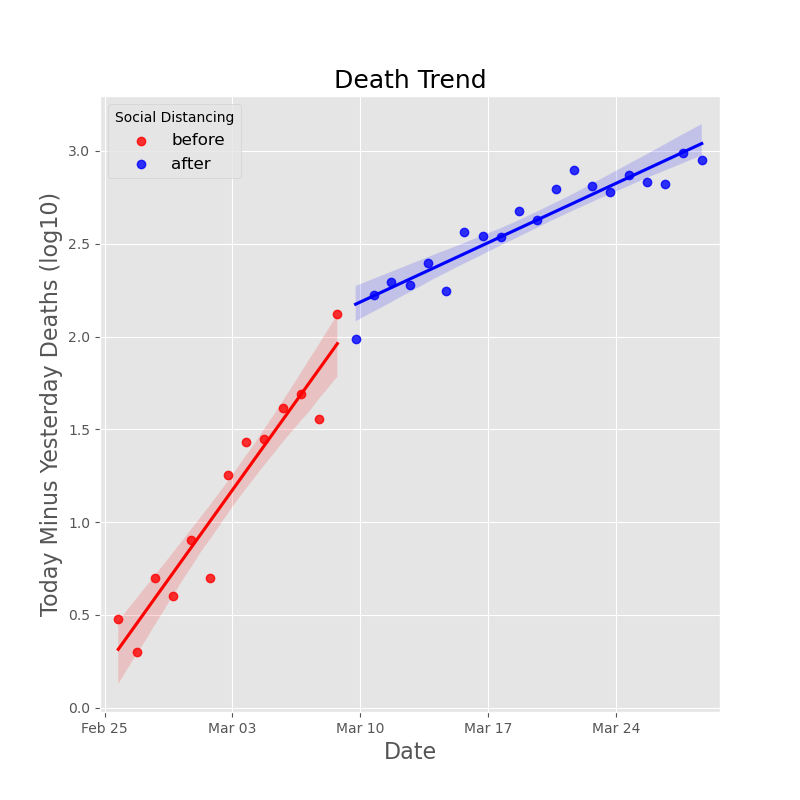 Death Trend
Social Distancing
before
after
Today Minus Yesterday Deaths (log10)
3.0
2.5
2.0
1.5
1.0
0.5
0.0
Feb 25 Mar 03 Mar 10 Mar 17 Mar 24
Date